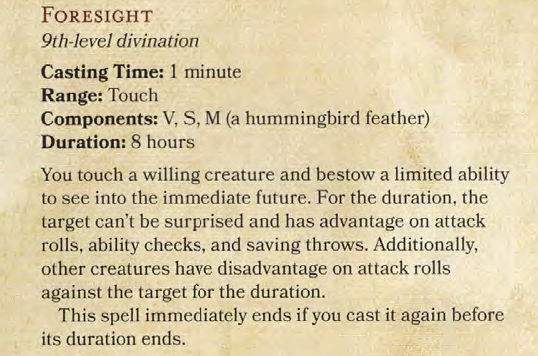 FORESIGHT
9th-level divination
Casting Time: 1 minute
Range: Touch
Components: V, S, M (a hummingbird feather)
Duration: 8 hours
You touch a willing creature and bestow a limited ability
to see into the immediate future. For the duration, the
target can't be surprised and has advantage on attack
rolls, ability checks, and saving throws. Additionally,
other creatures have disadvantage on attack rolls
against the target for the duration.
This spell immediately ends if you cast it again before
its duration ends.